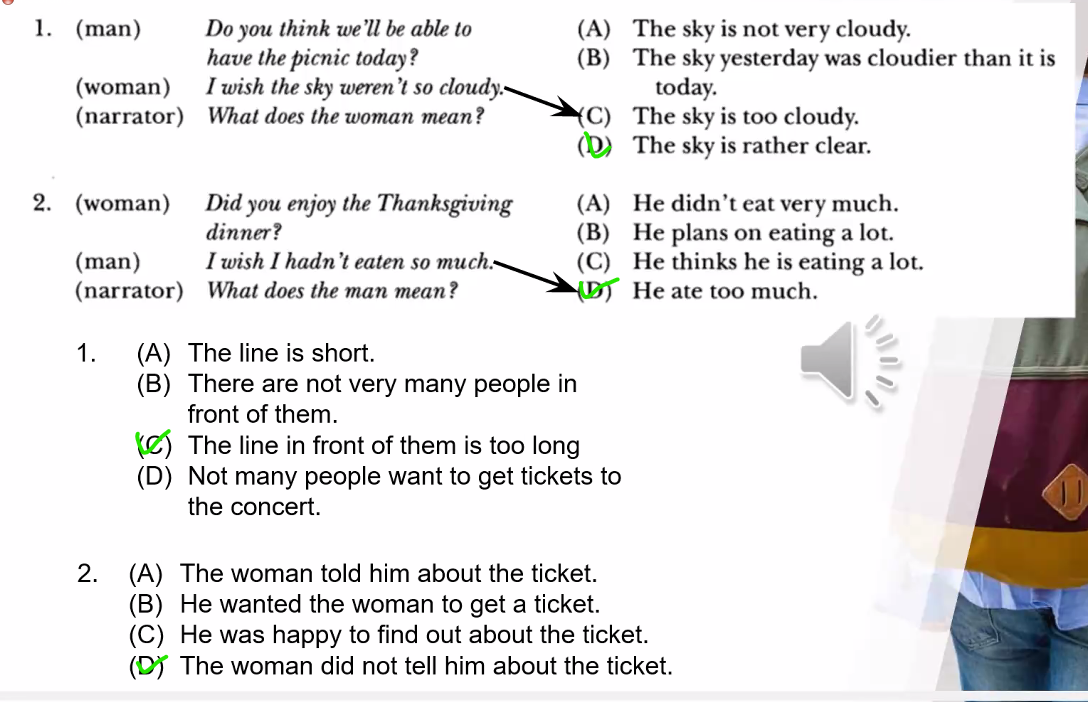 1. (man) Do you think we'll be able to (A) The sky is not very cloudy.
have the picnic today? (B) The sky yesterday was cloudier than it is
(woman) I wish the sky weren't so cloudy. today.
(narrator) What does the woman mean? (C) The sky is too cloudy.
(D) The sky is rather clear.
2. (woman) Did you enjoy the Thanksgiving (A) He didn't eat very much.
dinner? (B) He plans on eating a lot.
(man) I wish I hadn't eaten so much. (C) He thinks he is eating a lot.
(narrator) What does the man mean? (D) He ate too much.
1. (A) The line is short.
(B) There are not very many people in
front of them.
(C) The line in front of them is too long
(D) Not many people want to get tickets to
the concert.
2. (A) The woman told him about the ticket.
(B) He wanted the woman to get a ticket.
(C) He was happy to find out about the ticket.
(D) The woman did not tell him about the ticket.